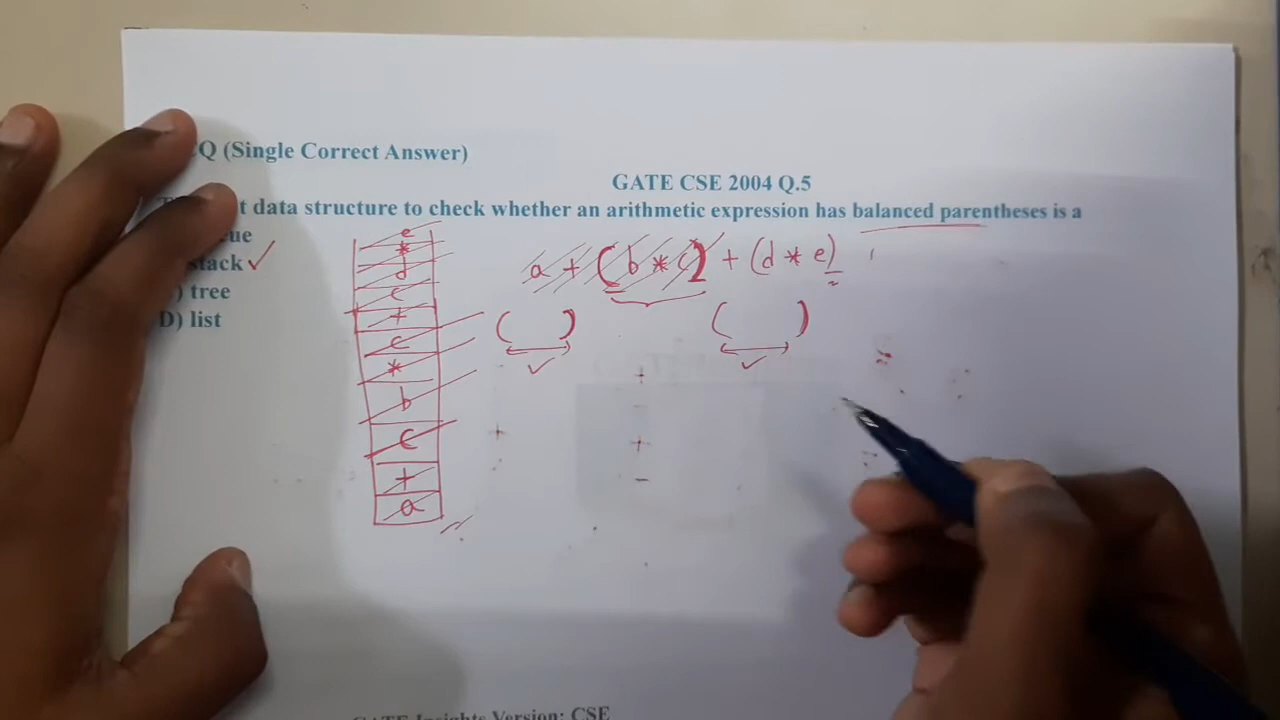 Q (Single Correct Answer)
GATE CSE 2004 Q.5
data structure to check whether an arithmetic expression has balanced parentheses is a
stack ✓
) tree
D) list
a + (b * c) + (d * e)
( ) ( )
✓ ✓
e
*
d
(
+
c
*
b
(
+
a
GATE Insights Version: CSE